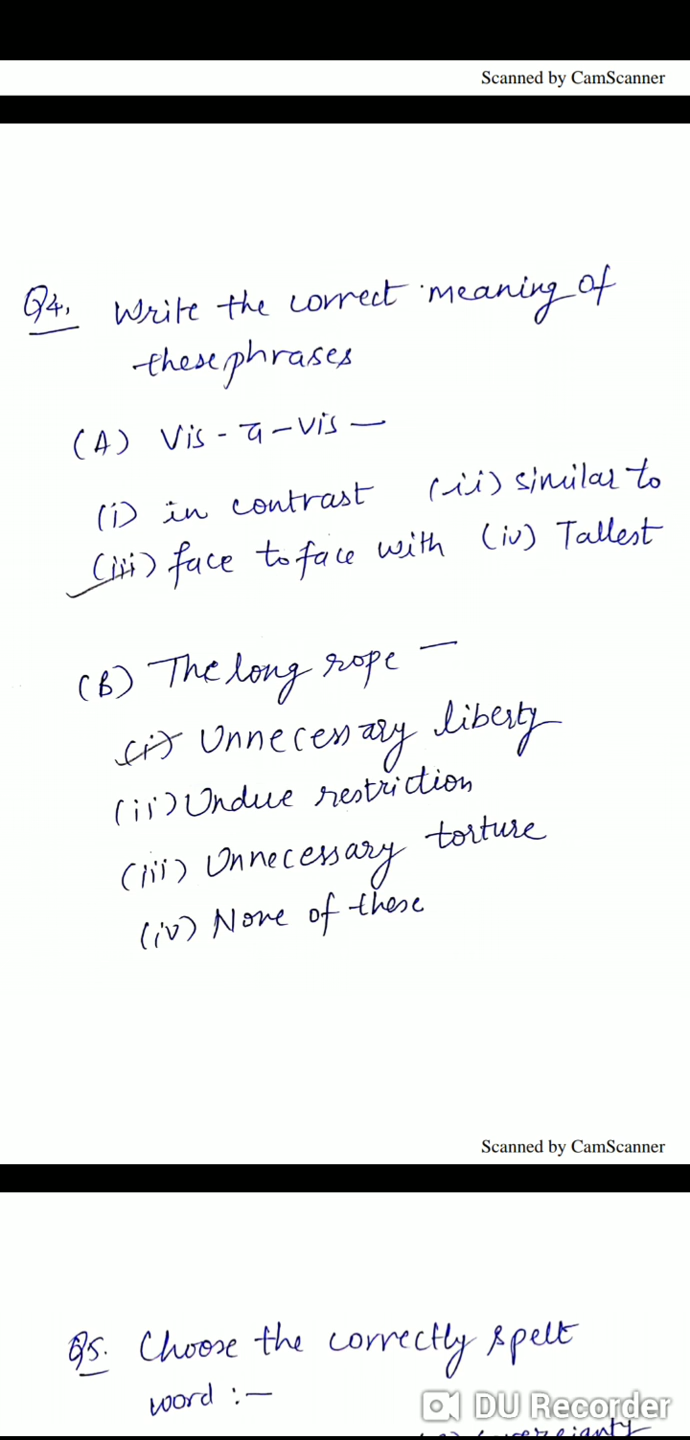 Scanned by CamScanner
Q4. Write the correct meaning of
these phrases
(A) Vis-a-vis —
(i) in contrast (ii) similar to
(iii) face to face with (iv) Tallest
(B) The long rope —
(i) Unnecessary liberty
(ii) Undue restriction
(iii) Unnecessary torture
(iv) None of these
Scanned by CamScanner
Q5. Choose the correctly spelt
word :—
DU Recorder